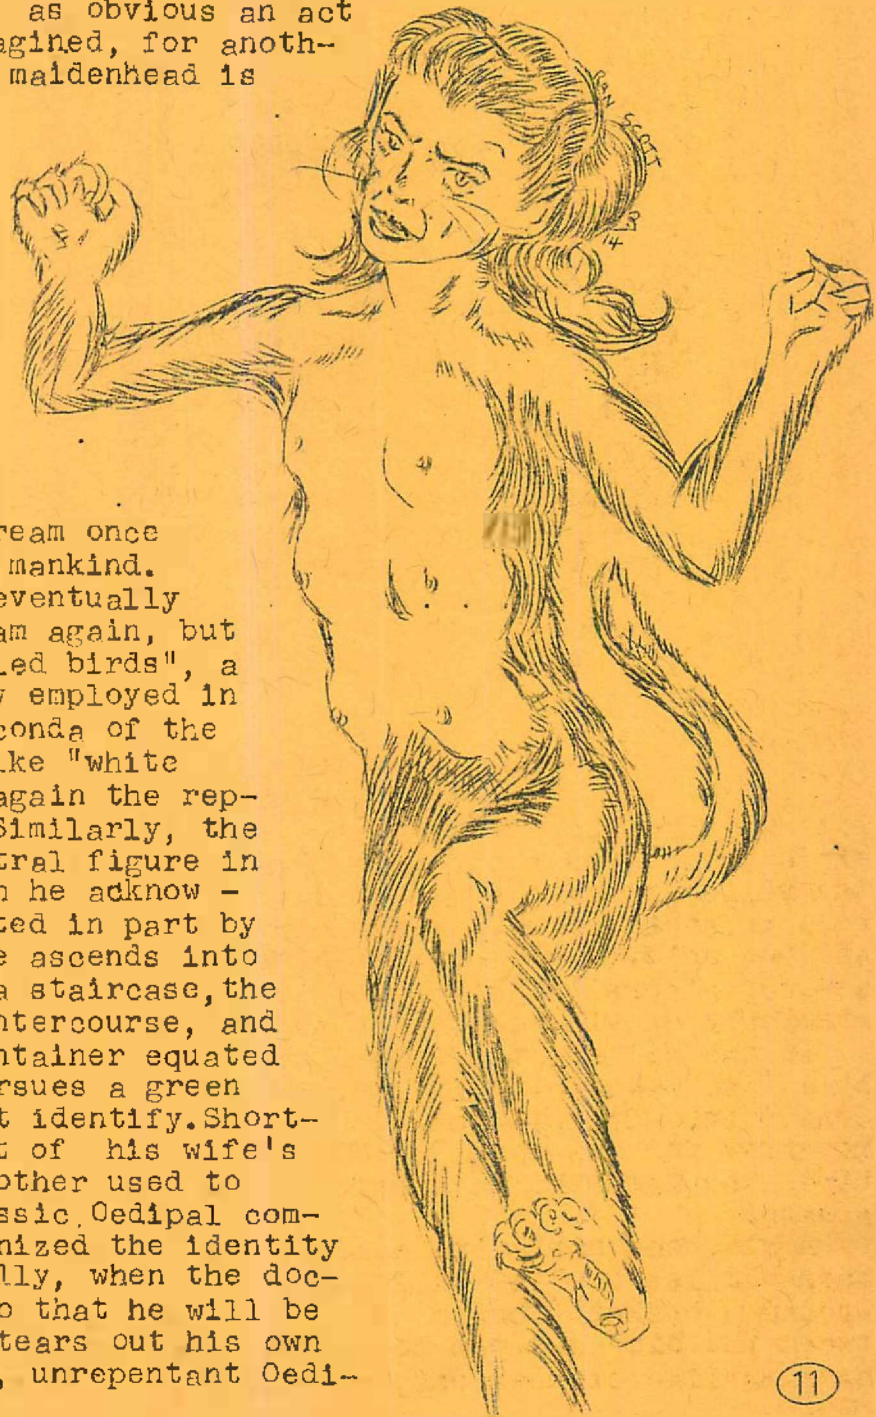 as obvious an act
agined, for anoth-
maidenhead is
SCOTT
ream once
mankind.
eventually
am again, but
led birds", a
y employed in
conda of the
ike "white
again the rep-
Similarly, the
tral figure in
h he acknow -
ted in part by
e ascends into
a staircase,the
ntercourse, and
ntainer equated
rsues a green
t identify.Short-
t of his wife's
other used to
ssic.Oedipal com-
nized the identity
lly, when the doc-
o that he will be
tears out his own
, unrepentant Oedi-
11